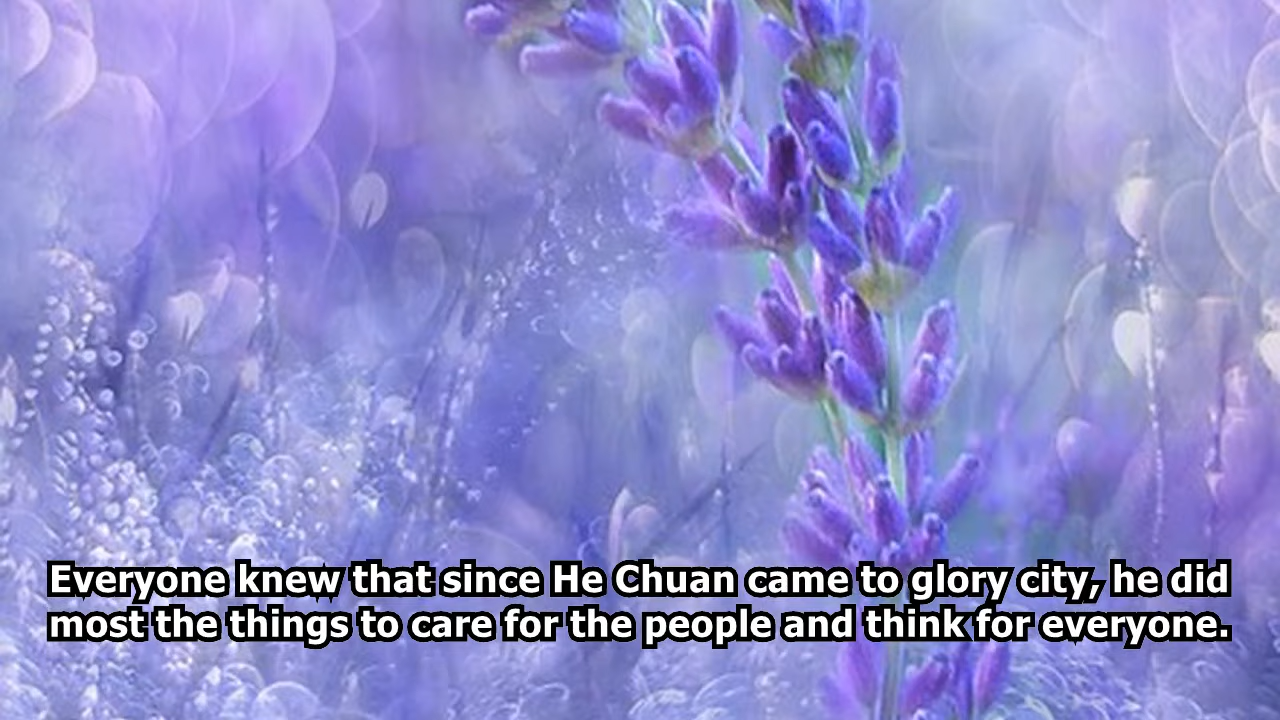 Everyone knew that since He Chuan came to glory city, he did
most the things to care for the people and think for everyone.